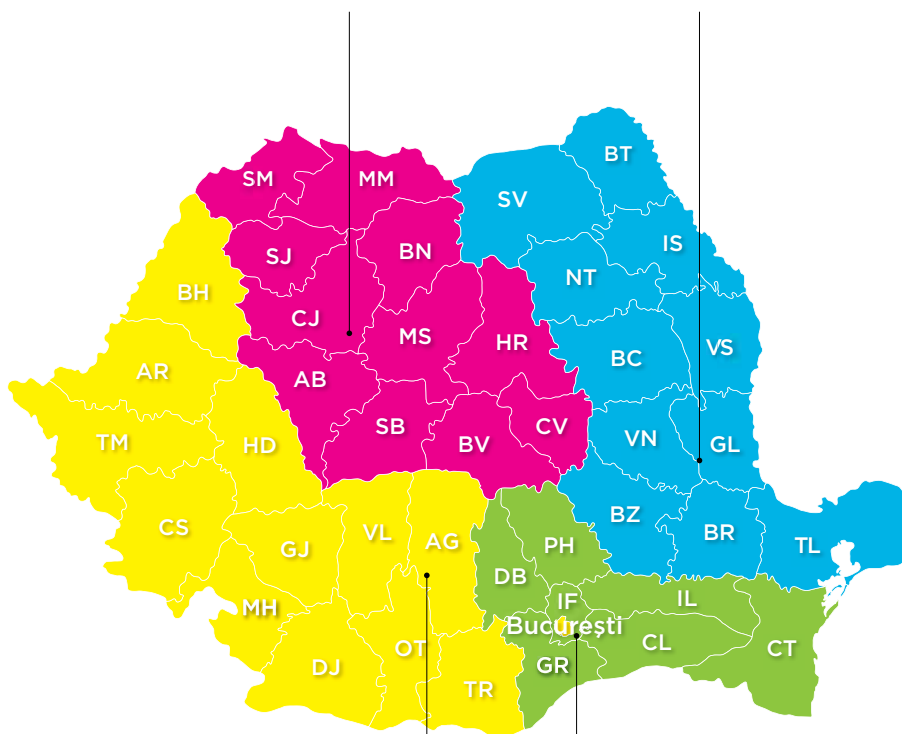 BT
SM
MM
SV
IS
BN
SJ
NT
BH
CJ
MS
HR
VS
BC
AR
AB
SB
CV
VN
GL
TM
HD
BV
BZ
CS
VL
AG
PH
BR
TL
GJ
DB
IF
IL
MH
București
OT
CL
CT
DJ
GR
TR